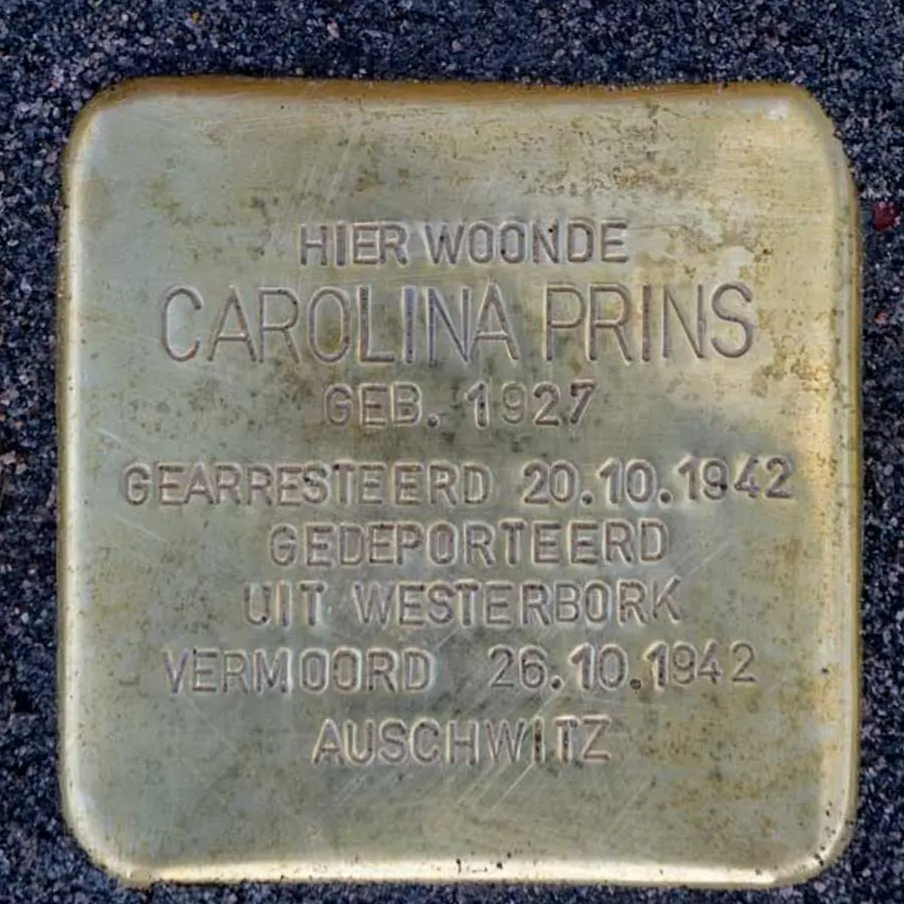 HIER WOONDE
CAROLINA PRINS
GEB. 1927
GEARRESTEERD 20.10.1942
GEDEPORTEERD
UIT WESTERBORK
VERMOORD 26.10.1942
AUSCHWITZ